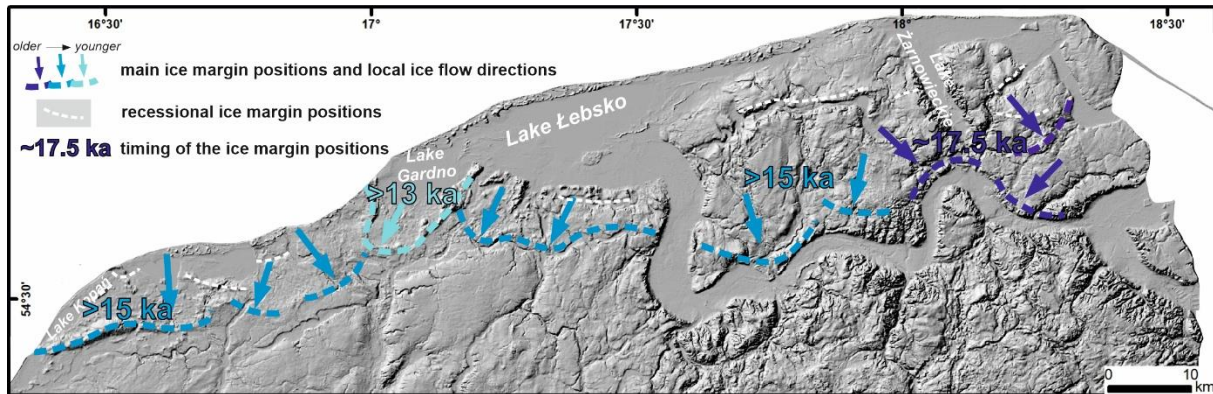 16°30'
17°
17°30'
18°
18°30'
older → younger
main ice margin positions and local ice flow directions
recessional ice margin positions
~17.5 ka timing of the ice margin positions
Lake Łebsko
Lake
Żarnowieckie
Lake
Gardno
>13 ka
>15 ka
~17.5 ka
54°30'
Lake Kopań
>15 ka
0 10
km